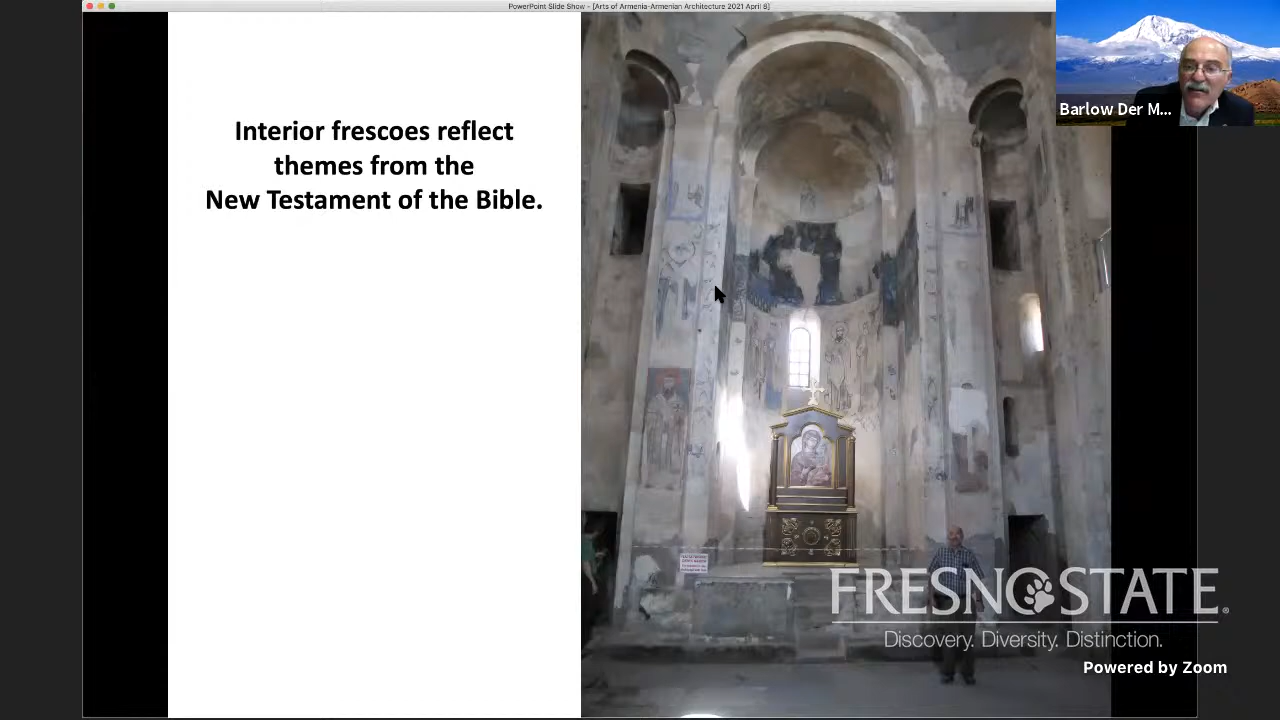 PowerPoint Slide Show - [Arts of Armenia-Armenian Architecture 2021 April 8]
Barlow Der M...
Interior frescoes reflect
themes from the
New Testament of the Bible.
FRESNO STATE®
Discovery. Diversity. Distinction.
Powered by Zoom